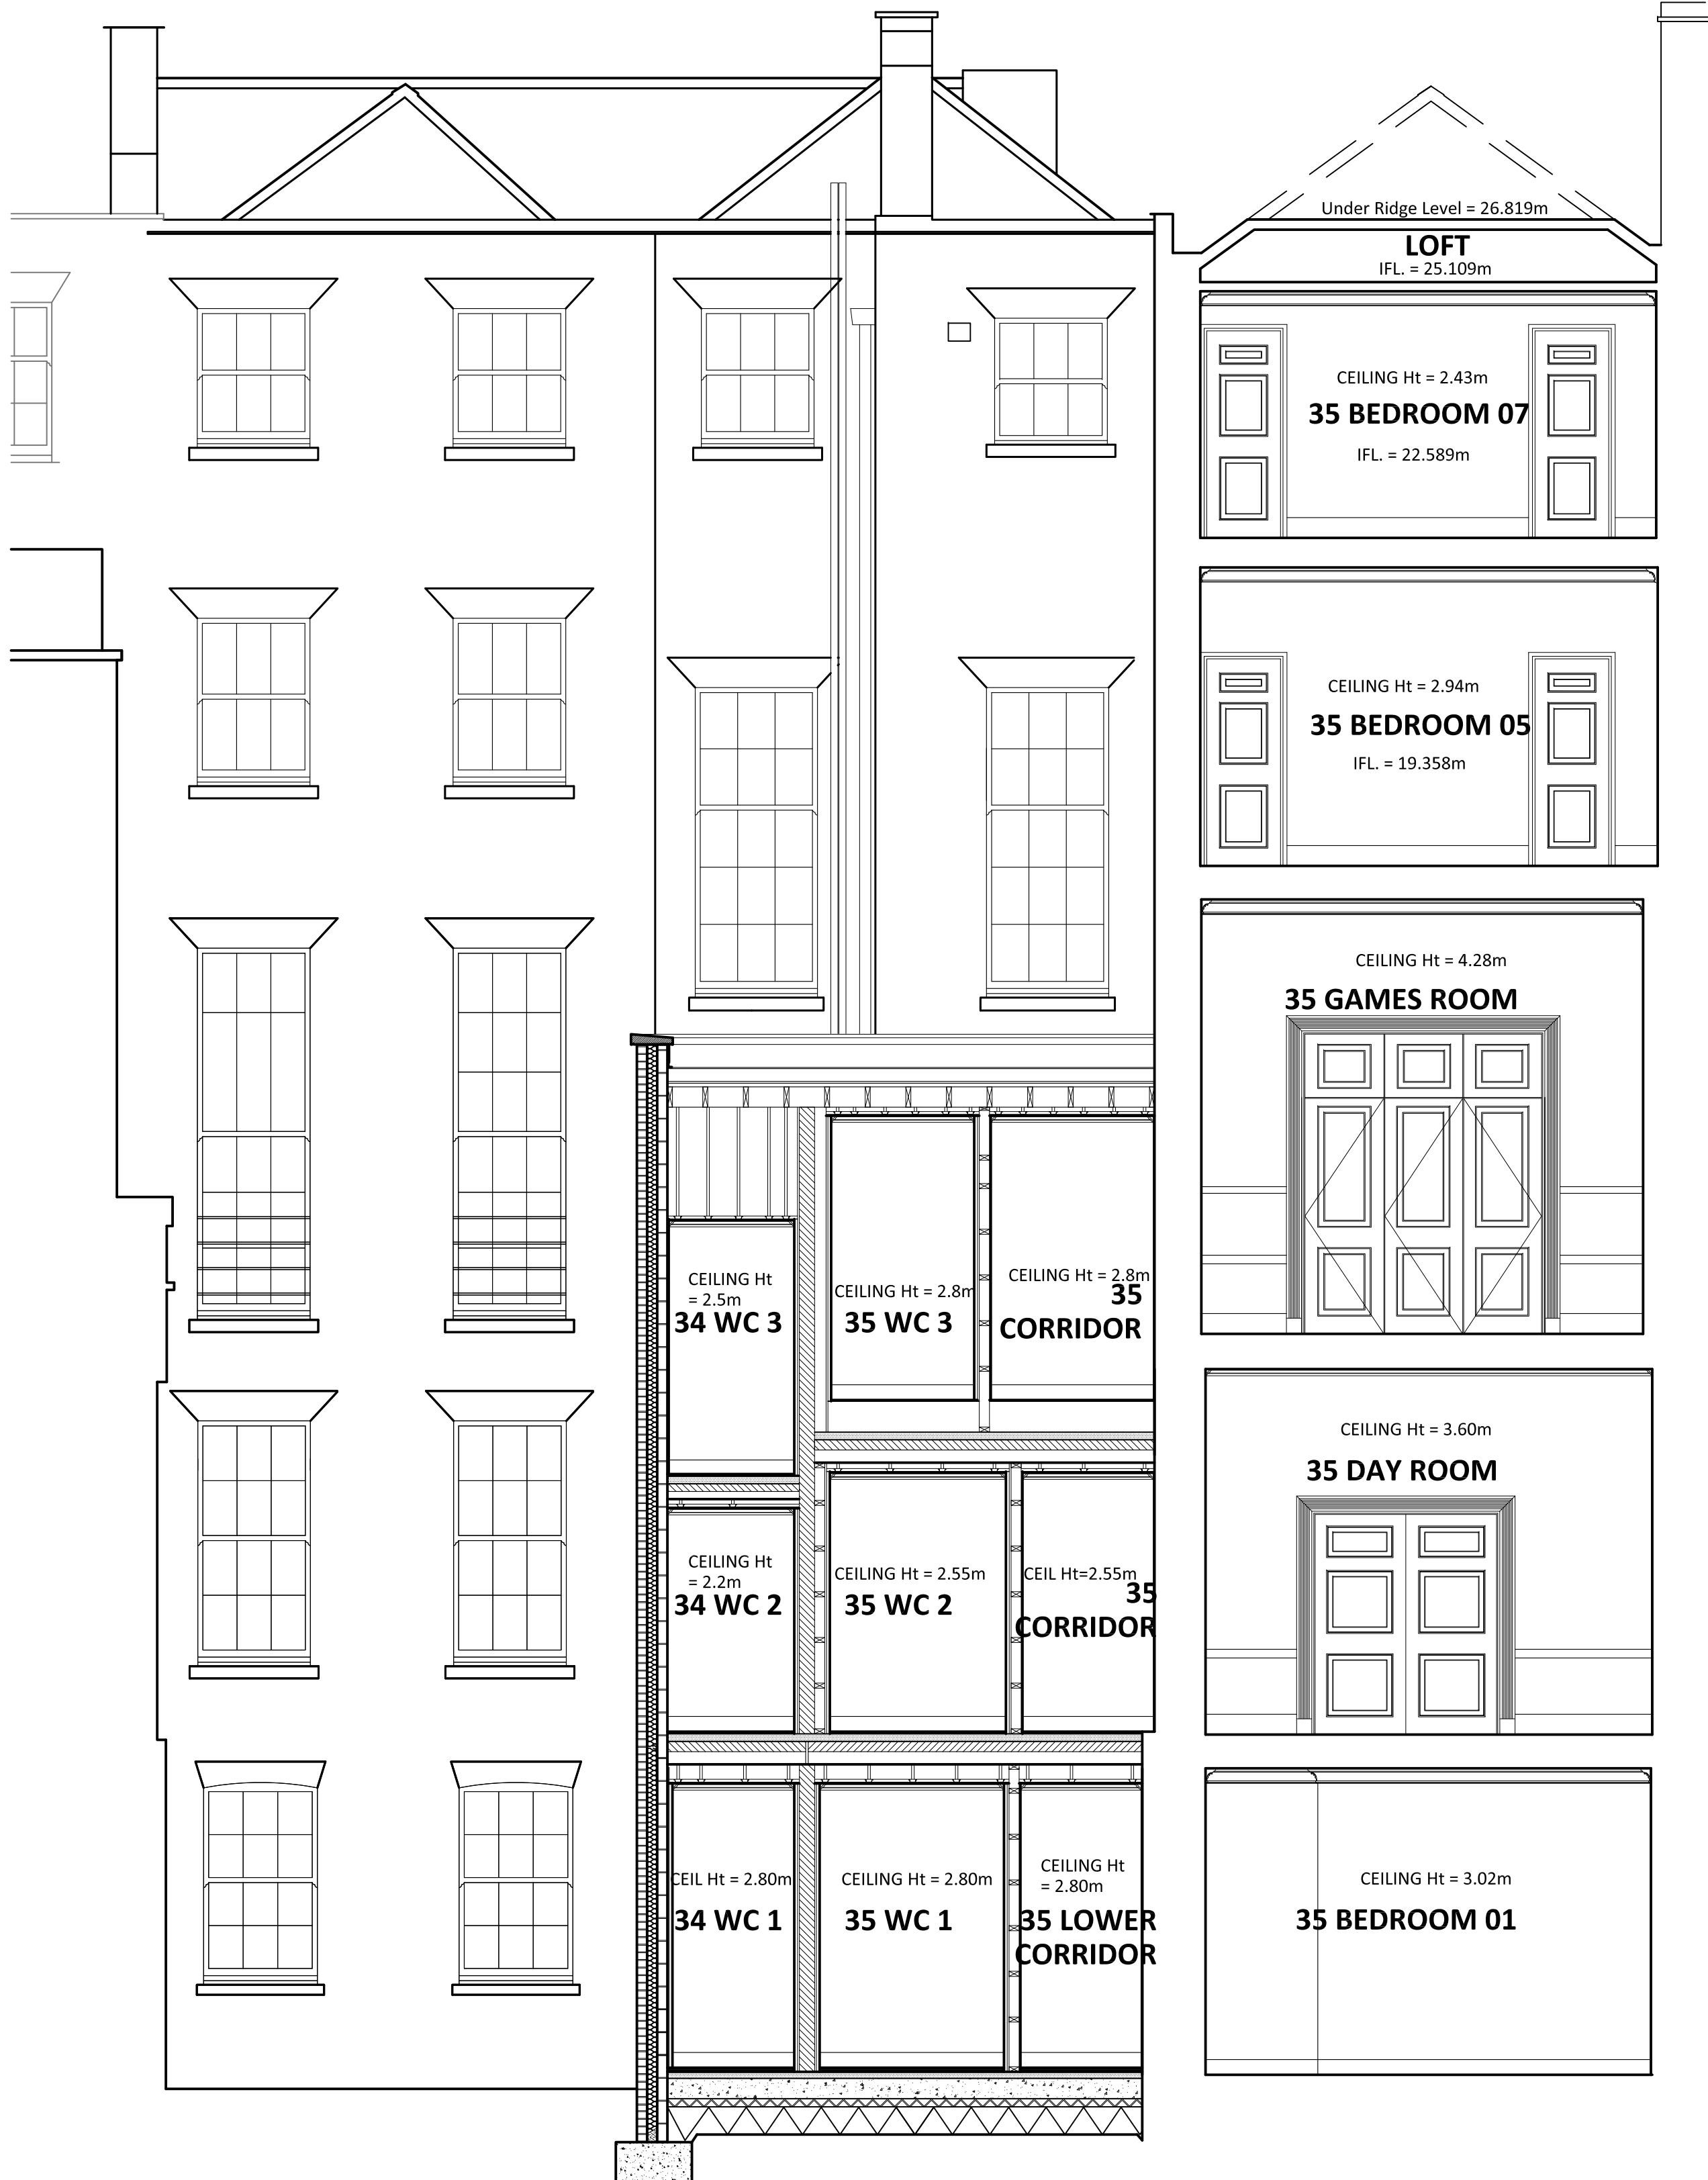 Under Ridge Level = 26.819m
LOFT
IFL. = 25.109m
CEILING Ht = 2.43m
35 BEDROOM 07
IFL. = 22.589m
CEILING Ht = 2.94m
35 BEDROOM 05
IFL. = 19.358m
CEILING Ht = 4.28m
35 GAMES ROOM
CEILING Ht
= 2.5m
34 WC 3
CEILING Ht = 2.8m
35 WC 3
CEILING Ht = 2.8m
35
CORRIDOR
CEILING Ht = 3.60m
35 DAY ROOM
CEILING Ht
= 2.2m
34 WC 2
CEILING Ht = 2.55m
35 WC 2
CEIL Ht=2.55m
35
CORRIDOR
CEIL Ht = 2.80m
34 WC 1
CEILING Ht = 2.80m
35 WC 1
CEILING Ht
= 2.80m
35 LOWER
CORRIDOR
CEILING Ht = 3.02m
35 BEDROOM 01